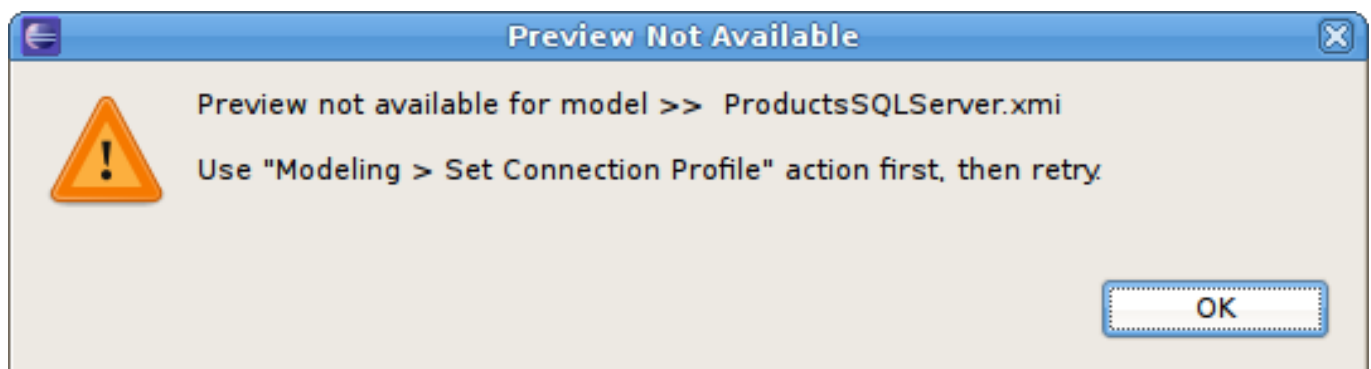 Preview Not Available
Preview not available for model >> ProductsSQLServer.xmi
Use "Modeling > Set Connection Profile" action first, then retry.
OK